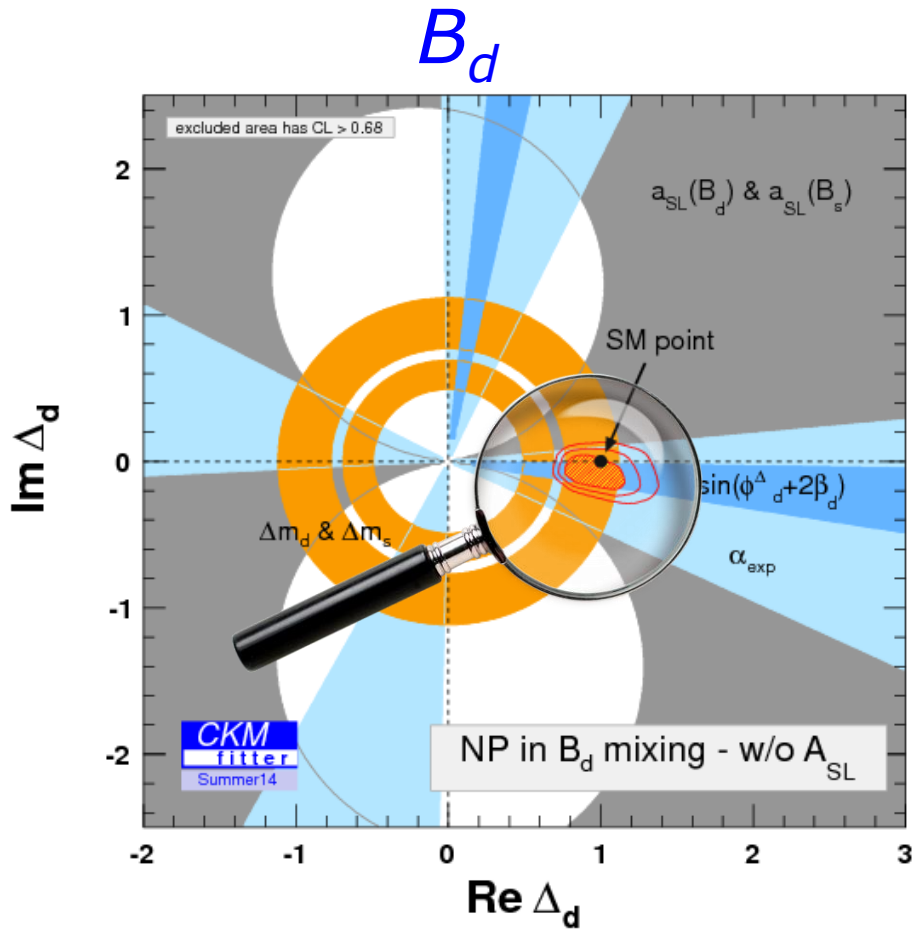 B_d
excluded area has CL > 0.68
a_SL(B_d) & a_SL(B_s)
SM point
sin(φ^Δ_d+2β_d)
α_exp
Δm_d & Δm_s
CKM
fitter
Summer14
NP in B_d mixing - w/o A_SL
2
1
0
-1
-2
Im Δ_d
-2 -1 0 1 2 3
Re Δ_d